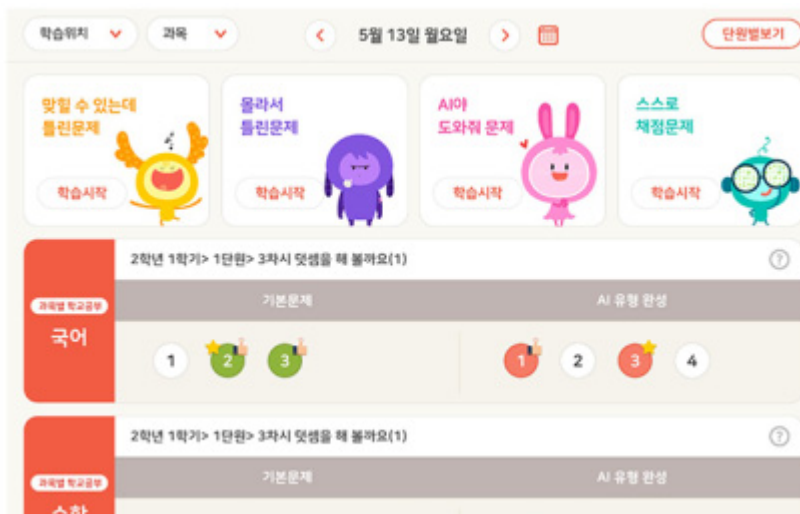 학습위치
과목
5월 13일 월요일
단원별보기
맞힐 수 있는데
틀린문제
학습시작
몰라서
틀린문제
학습시작
AI야
도와줘 문제
학습시작
스스로
채점문제
학습시작
2학년 1학기> 1단원> 3차시 덧셈을 해 볼까요(1)
?
과목별 학교공부
국어
기본문제
AI 유형 완성
1 2 3
1 2 3 4
2학년 1학기> 1단원> 3차시 덧셈을 해 볼까요(1)
?
과목별 학교공부
수학
기본문제
AI 유형 완성